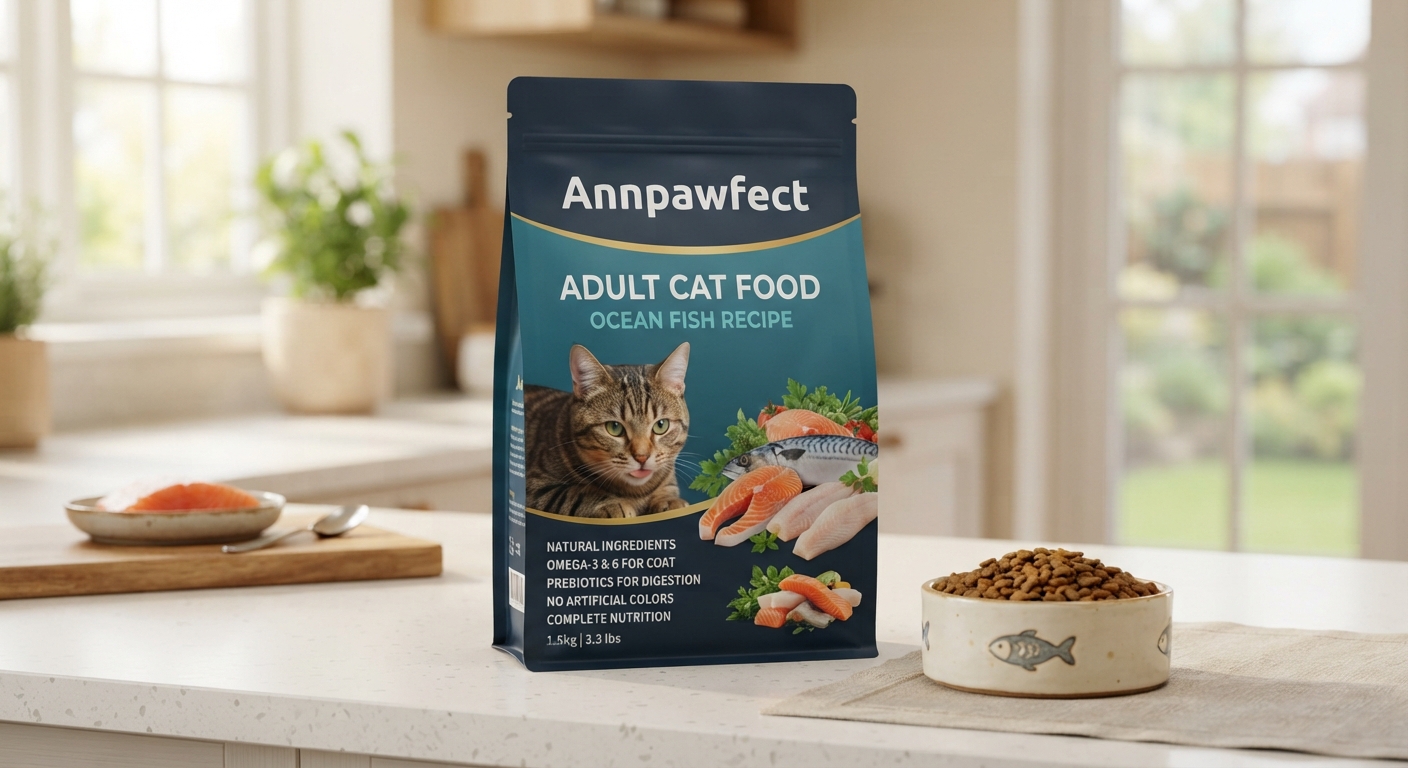 Annpawfect
ADULT CAT FOOD
OCEAN FISH RECIPE
NATURAL INGREDIENTS
OMEGA-3 & 6 FOR COAT
PREBIOTICS FOR DIGESTION
NO ARTIFICIAL COLORS
COMPLETE NUTRITION
1.5kg | 3.3 lbs